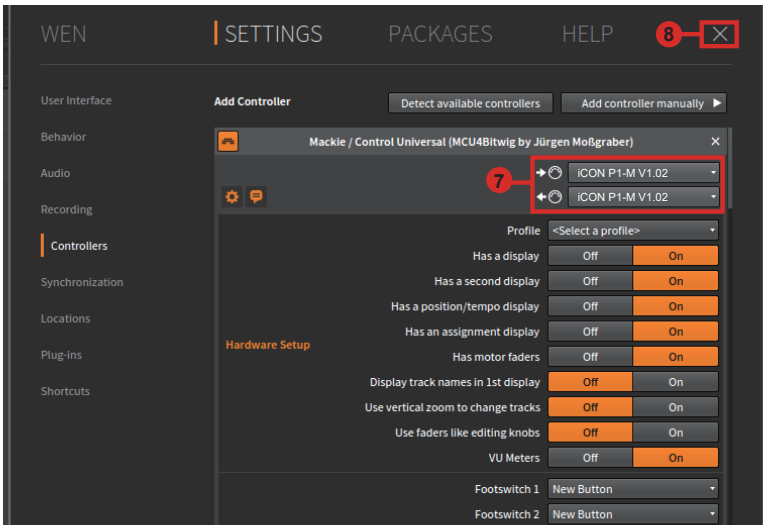 WEN SETTINGS PACKAGES HELP 8
User Interface
Behavior
Audio
Recording
Controllers
Synchronization
Locations
Plug-ins
Shortcuts
Add Controller Detect available controllers Add controller manually
Mackie / Control Universal (MCU4Bitwig by Jürgen Moßgraber)
7 iCON P1-M V1.02
iCON P1-M V1.02
Hardware Setup
Profile <Select a profile>
Has a display Off On
Has a second display Off On
Has a position/tempo display Off On
Has an assignment display Off On
Has motor faders Off On
Display track names in 1st display Off On
Use vertical zoom to change tracks Off On
Use faders like editing knobs Off On
VU Meters Off On
Footswitch 1 New Button
Footswitch 2 New Button